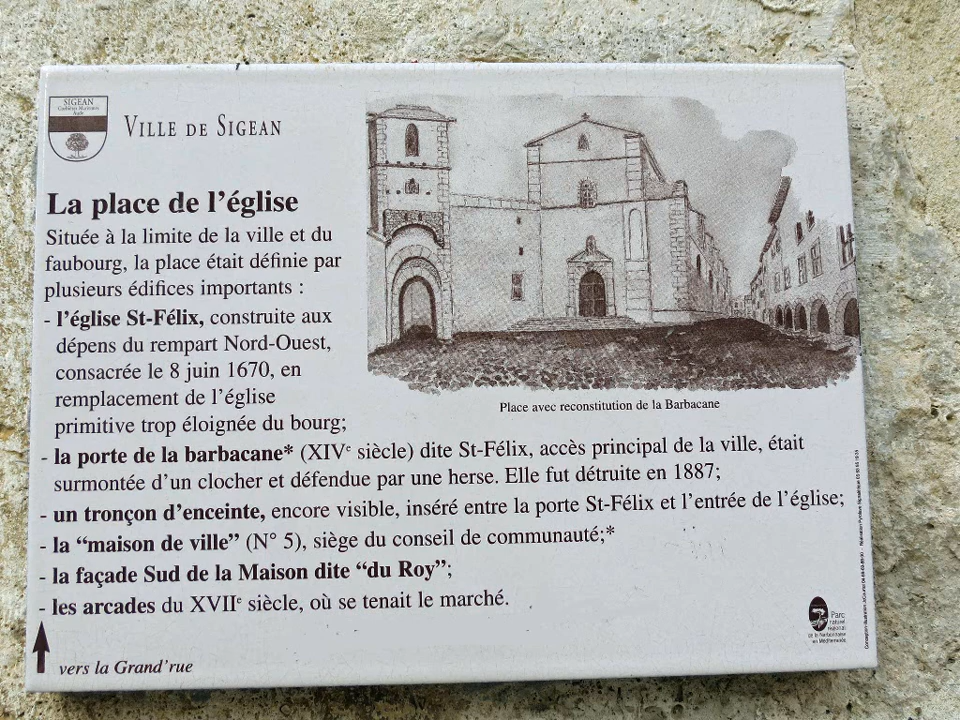 SIGEAN
Aude
VILLE DE SIGEAN
La place de l'église
Située à la limite de la ville et du
faubourg, la place était définie par
plusieurs édifices importants :
- l'église St-Félix, construite aux
dépens du rempart Nord-Ouest,
consacrée le 8 juin 1670, en
remplacement de l'église
primitive trop éloignée du bourg;
Place avec reconstitution de la Barbacane
- la porte de la barbacane* (XIVe siècle) dite St-Félix, accès principal de la ville, était
surmontée d'un clocher et défendue par une herse. Elle fut détruite en 1887;
- un tronçon d'enceinte, encore visible, inséré entre la porte St-Félix et l'entrée de l'église;
- la "maison de ville" (N° 5), siège du conseil de communauté;*
- la façade Sud de la Maison dite "du Roy";
- les arcades du XVIIe siècle, où se tenait le marché.
vers la Grand'rue
Parc
naturel
régional
de la Narbonnaise
en Méditerranée